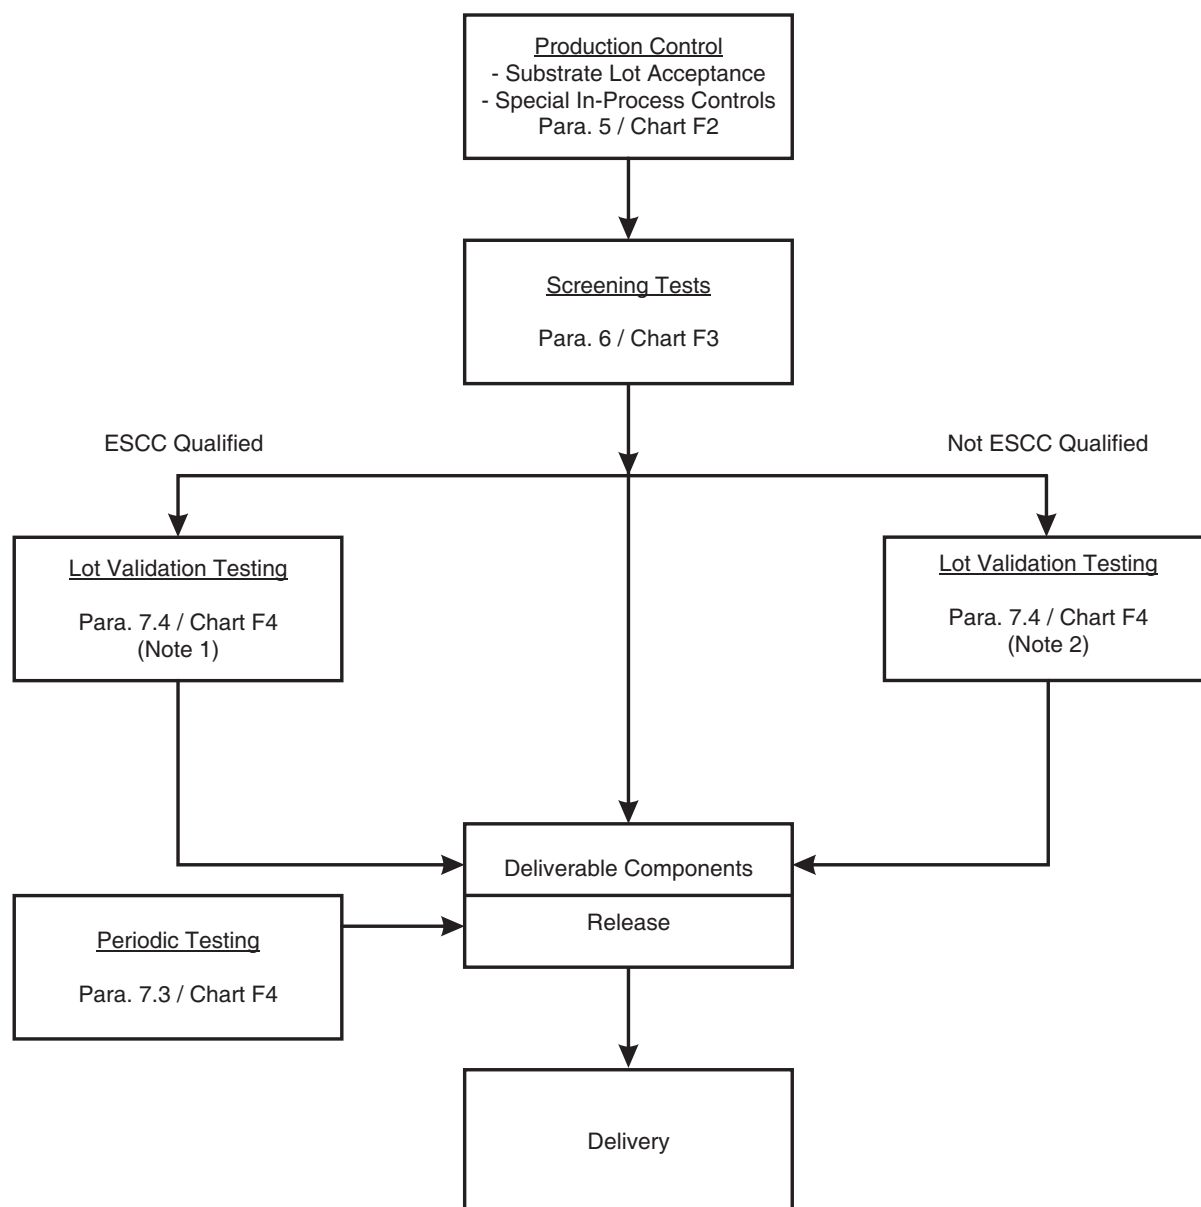 Production Control
- Substrate Lot Acceptance
- Special In-Process Controls
Para. 5 / Chart F2
Screening Tests
Para. 6 / Chart F3
ESCC Qualified
Not ESCC Qualified
Lot Validation Testing
Para. 7.4 / Chart F4
(Note 1)
Lot Validation Testing
Para. 7.4 / Chart F4
(Note 2)
Deliverable Components
Release
Periodic Testing
Para. 7.3 / Chart F4
Delivery